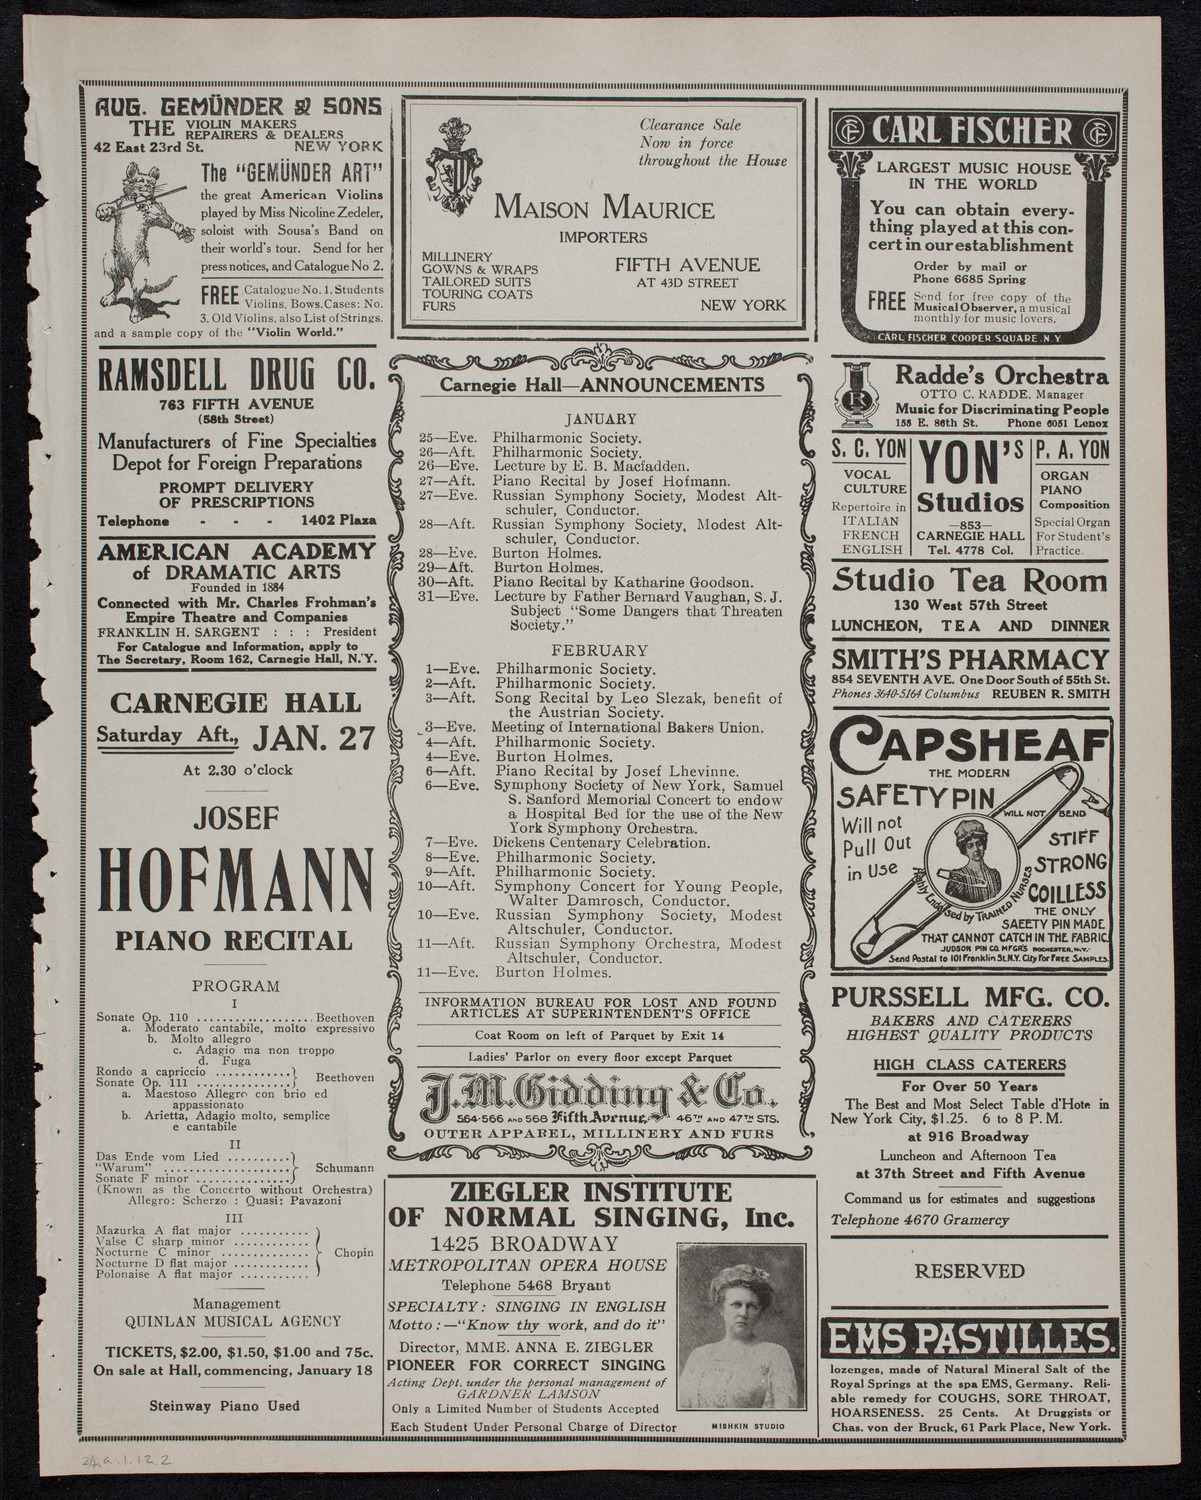 AUG. GEMÜNDER & SONS
THE VIOLIN MAKERS
REPAIRERS & DEALERS
42 East 23rd St. NEW YORK
The "GEMÜNDER ART"
the great American Violins
played by Miss Nicoline Zedeler,
soloist with Sousa's Band on
their world's tour. Send for her
press notices, and Catalogue No 2.
FREE Catalogue No. 1, Students
Violins, Bows, Cases; No.
3, Old Violins, also List of Strings.
and a sample copy of the "Violin World."
RAMSDELL DRUG CO.
763 FIFTH AVENUE
(58th Street)
Manufacturers of Fine Specialties
Depot for Foreign Preparations
PROMPT DELIVERY
OF PRESCRIPTIONS
Telephone - - - 1402 Plaza
AMERICAN ACADEMY
of DRAMATIC ARTS
Founded in 1884
Connected with Mr. Charles Frohman's
Empire Theatre and Companies
FRANKLIN H. SARGENT : : : President
For Catalogue and Information, apply to
The Secretary, Room 162, Carnegie Hall, N.Y.
CARNEGIE HALL
Saturday Aft., JAN. 27
At 2.30 o'clock
JOSEF
HOFMANN
PIANO RECITAL
PROGRAM
I
Sonate Op. 110 .................. Beethoven
a. Moderato cantabile, molto expressivo
b. Molto allegro
c. Adagio ma non troppo
d. Fuga
Rondo a capriccio ............
Sonate Op. 111 ............... Beethoven
a. Maestoso Allegro con brio ed
appassionato
b. Arietta, Adagio molto, semplice
e cantabile
II
Das Ende vom Lied ..........
"Warum" .................... Schumann
Sonate F minor ..............
(Known as the Concerto without Orchestra)
Allegro: Scherzo : Quasi: Pavazoni
III
Mazurka A flat major ...........
Valse C sharp minor ............
Nocturne C minor .............. Chopin
Nocturne D flat major ..........
Polonaise A flat major ..........
Management
QUINLAN MUSICAL AGENCY
TICKETS, $2.00, $1.50, $1.00 and 75c.
On sale at Hall, commencing, January 18
Steinway Piano Used
Clearance Sale
Now in force
throughout the House
MAISON MAURICE
IMPORTERS
MILLINERY
GOWNS & WRAPS
TAILORED SUITS
TOURING COATS
FURS
FIFTH AVENUE
AT 43D STREET
NEW YORK
Carnegie Hall—ANNOUNCEMENTS
JANUARY
25—Eve. Philharmonic Society.
26—Aft. Philharmonic Society.
26—Eve. Lecture by E. B. Macfadden.
27—Aft. Piano Recital by Josef Hofmann.
27—Eve. Russian Symphony Society, Modest Alt-
schuler, Conductor.
28—Aft. Russian Symphony Society, Modest Alt-
schuler, Conductor.
28—Eve. Burton Holmes.
29—Aft. Burton Holmes.
30—Aft. Piano Recital by Katharine Goodson.
31—Eve. Lecture by Father Bernard Vaughan, S. J.
Subject "Some Dangers that Threaten
Society."
FEBRUARY
1—Eve. Philharmonic Society.
2—Aft. Philharmonic Society.
3—Aft. Song Recital by Leo Slezak, benefit of
the Austrian Society.
3—Eve. Meeting of International Bakers Union.
4—Aft. Philharmonic Society.
4—Eve. Burton Holmes.
6—Aft. Piano Recital by Josef Lhevinne.
6—Eve. Symphony Society of New York, Samuel
S. Sanford Memorial Concert to endow
a Hospital Bed for the use of the New
York Symphony Orchestra.
7—Eve. Dickens Centenary Celebration.
8—Eve. Philharmonic Society.
9—Aft. Philharmonic Society.
10—Aft. Symphony Concert for Young People,
Walter Damrosch, Conductor.
10—Eve. Russian Symphony Society, Modest
Altschuler, Conductor.
11—Aft. Russian Symphony Orchestra, Modest
Altschuler, Conductor.
11—Eve. Burton Holmes.
INFORMATION BUREAU FOR LOST AND FOUND
ARTICLES AT SUPERINTENDENT'S OFFICE
Coat Room on left of Parquet by Exit 14
Ladies' Parlor on every floor except Parquet
J.M. Gidding & Co.
564-566 AND 568 Fifth Avenue, 46TH AND 47TH STS.
OUTER APPAREL, MILLINERY AND FURS
ZIEGLER INSTITUTE
OF NORMAL SINGING, Inc.
1425 BROADWAY
METROPOLITAN OPERA HOUSE
Telephone 5468 Bryant
SPECIALTY: SINGING IN ENGLISH
Motto:—"Know thy work, and do it"
Director, MME. ANNA E. ZIEGLER
PIONEER FOR CORRECT SINGING
Acting Dept. under the personal management of
GARDNER LAMSON
Only a Limited Number of Students Accepted
Each Student Under Personal Charge of Director
MISHKIN STUDIO
CF CARL FISCHER CF
LARGEST MUSIC HOUSE
IN THE WORLD
You can obtain every-
thing played at this con-
cert in our establishment
Order by mail or
Phone 6685 Spring
FREE Send for free copy of the
Musical Observer, a musical
monthly for music lovers.
CARL FISCHER COOPER SQUARE N.Y
R
Radde's Orchestra
OTTO C. RADDE, Manager
Music for Discriminating People
158 E. 86th St. Phone 6051 Lenox
S. C. YON
VOCAL
CULTURE
Repertoire in
ITALIAN
FRENCH
ENGLISH
YON'S
Studios
—853—
CARNEGIE HALL
Tel. 4778 Col.
P. A. YON
ORGAN
PIANO
Composition
Special Organ
For Student's
Practice.
Studio Tea Room
130 West 57th Street
LUNCHEON, TEA AND DINNER
SMITH'S PHARMACY
854 SEVENTH AVE. One Door South of 55th St.
Phones 3640-5164 Columbus REUBEN R. SMITH
CAPSHEAF
THE MODERN
SAFETY PIN
WILL NOT BEND
Will not
Pull Out
in Use
STIFF
STRONG
COILLESS
Highly Endorsed by TRAINED NURSES
THE ONLY
SAFETY PIN MADE
THAT CANNOT CATCH IN THE FABRIC
JUDSON PIN CO. MFGRS ROCHESTER, N.Y.
Send Postal to 101 Franklin St. N.Y. City For FREE SAMPLES.
PURSSELL MFG. CO.
BAKERS AND CATERERS
HIGHEST QUALITY PRODUCTS
HIGH CLASS CATERERS
For Over 50 Years
The Best and Most Select Table d'Hote in
New York City, $1.25. 6 to 8 P. M.
at 916 Broadway
Luncheon and Afternoon Tea
at 37th Street and Fifth Avenue
Command us for estimates and suggestions
Telephone 4670 Gramercy
RESERVED
EMS PASTILLES.
lozenges, made of Natural Mineral Salt of the
Royal Springs at the spa EMS, Germany. Reli-
able remedy for COUGHS, SORE THROAT,
HOARSENESS. 25 Cents. At Druggists or
Chas. von der Bruck, 61 Park Place, New York.